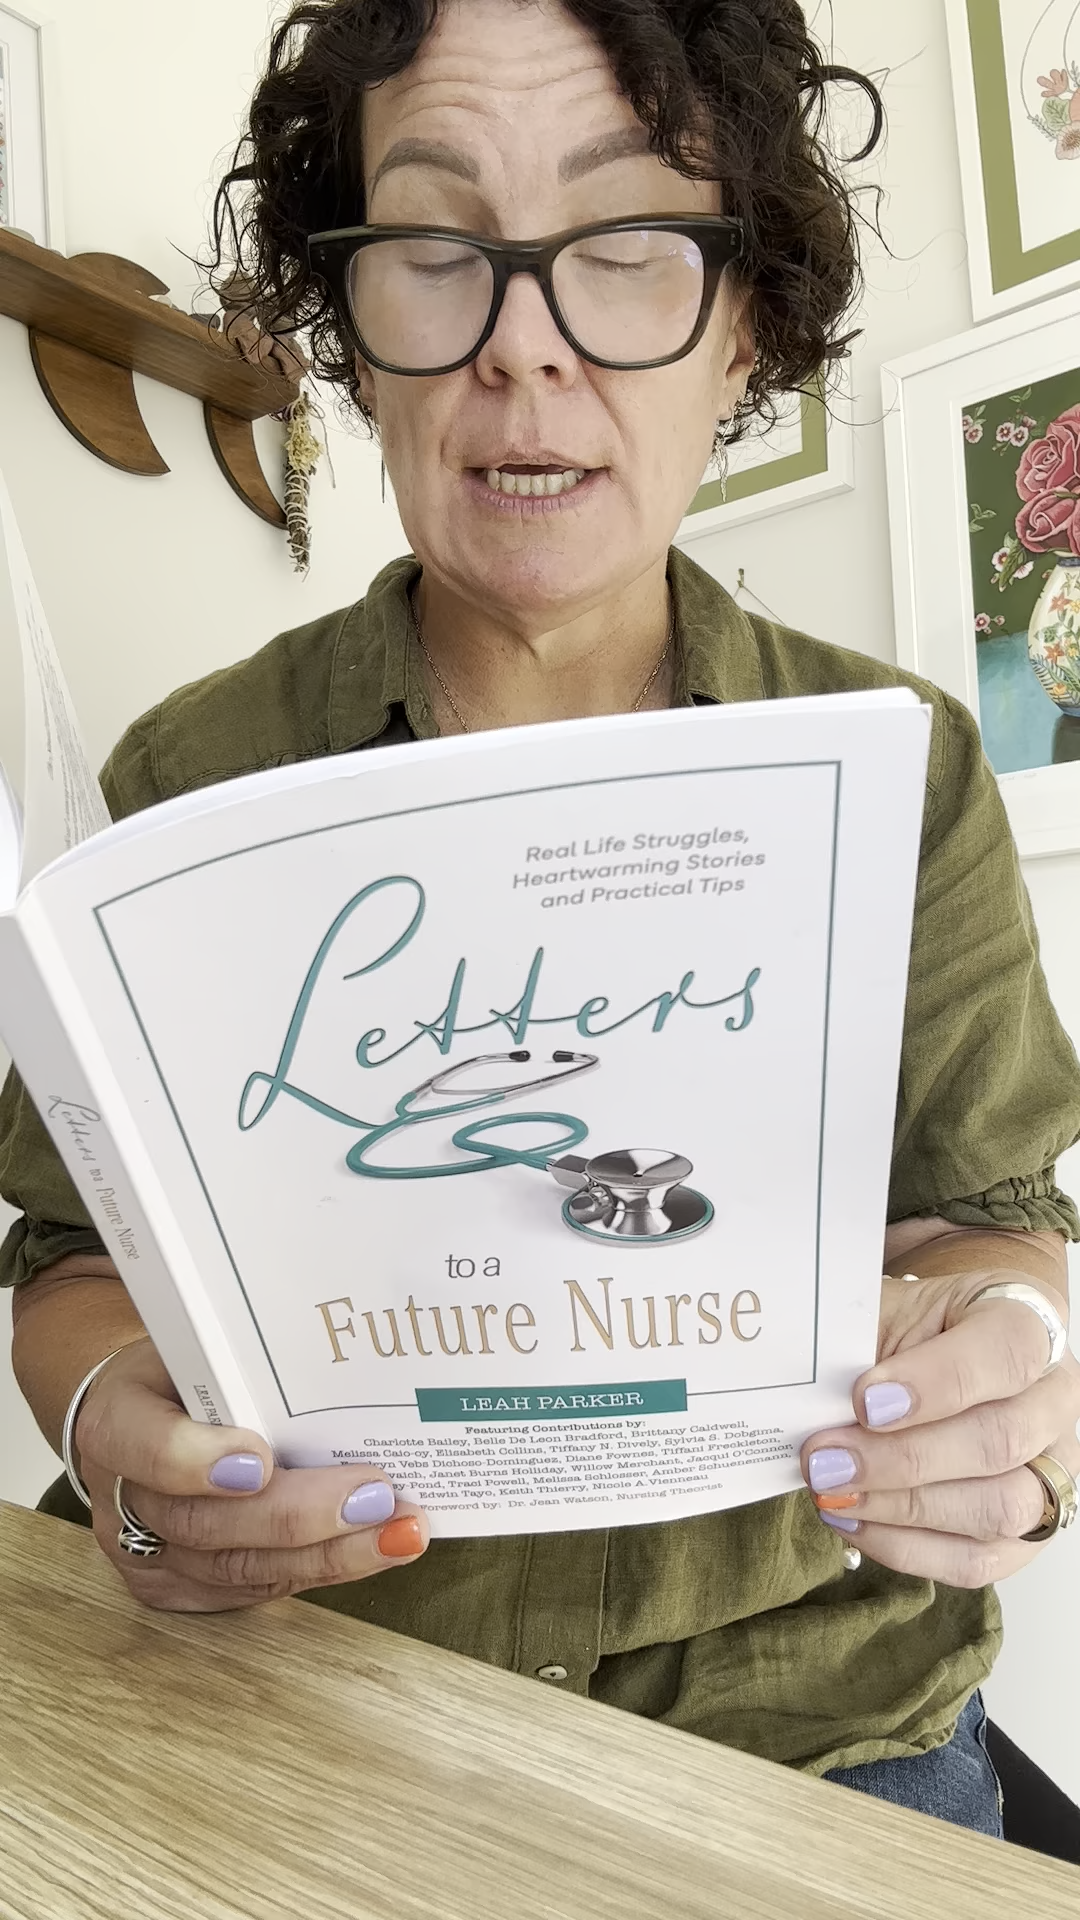 Real Life Struggles,
Heartwarming Stories
and Practical Tips
Letters
to a
Future Nurse
LEAH PARKER
Featuring Contributions by:
Charlotte Bailey, Belle De Leon Bradford, Brittany Caldwell,
Melissa Caio-oy, Elisabeth Collins, Tiffany N. Dively, Sylvia S. Dobgima,
Vebs Dichoso-Dominguez, Diane Fownes, Tiffani Freckleton,
Janet Burns Holliday, Willow Merchant, Jacqui O'Connor,
Traci Powell, Melissa Schlosser, Amber Schuenemann,
Edwin Tayo, Keith Thierry, Nicole A. Vienneau
Foreword by: Dr. Jean Watson, Nursing Theorist
Letters to a Future Nurse
LEAH